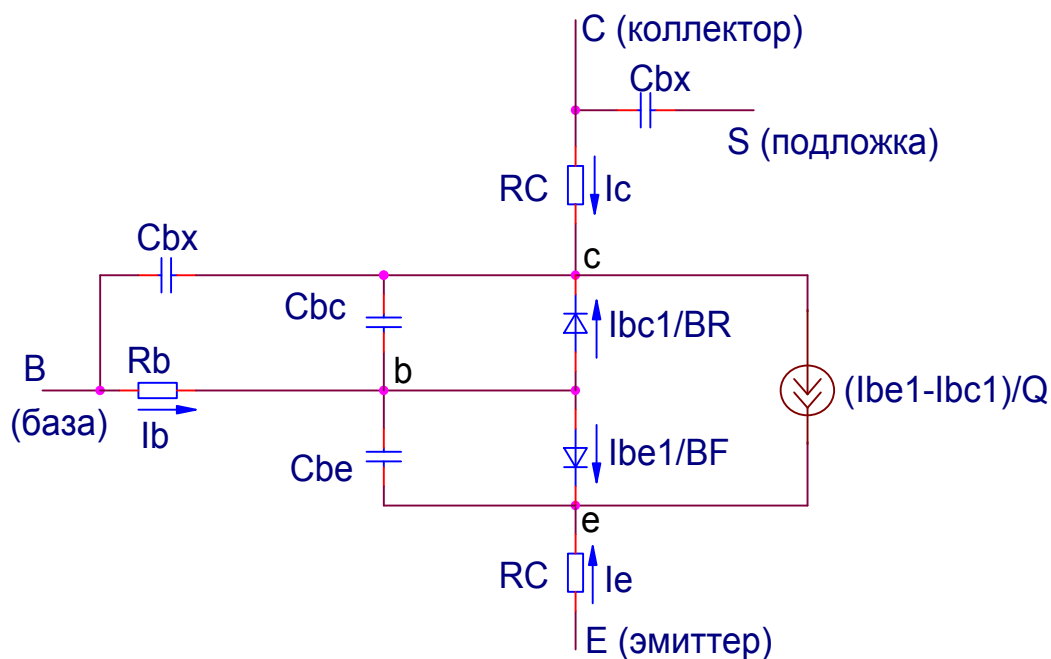 C (коллектор)
Cbx
S (подложка)
RC
Ic
Cbx
c
Cbc
Ibc1/BR
B
Rb
b
(Ibe1-Ibc1)/Q
(база)
Ib
Cbe
Ibe1/BF
e
RC
Ie
E (эмиттер)